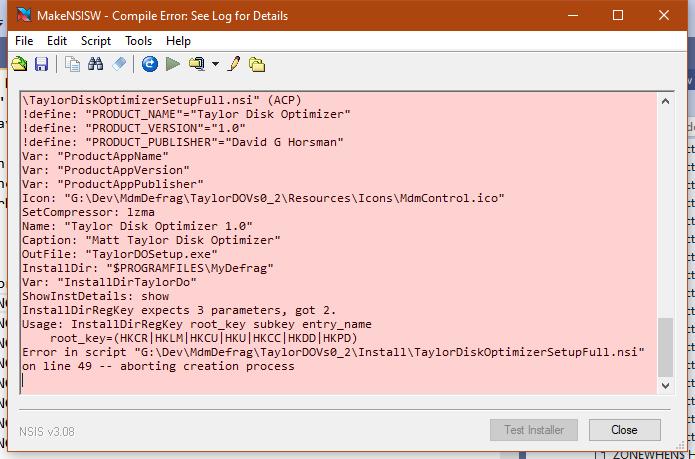 MakeNSISW - Compile Error: See Log for Details
File Edit Script Tools Help
\TaylorDiskOptimizerSetupFull.nsi" (ACP)
!define: "PRODUCT_NAME"="Taylor Disk Optimizer"
!define: "PRODUCT_VERSION"="1.0"
!define: "PRODUCT_PUBLISHER"="David G Horsman"
Var: "ProductAppName"
Var: "ProductAppVersion"
Var: "ProductAppPublisher"
Icon: "G:\Dev\MdmDefrag\TaylorDOVs0_2\Resources\Icons\MdmControl.ico"
SetCompressor: lzma
Name: "Taylor Disk Optimizer 1.0"
Caption: "Matt Taylor Disk Optimizer"
OutFile: "TaylorDOSetup.exe"
InstallDir: "$PROGRAMFILES\MyDefrag"
Var: "InstallDirTaylorDo"
ShowInstDetails: show
InstallDirRegKey expects 3 parameters, got 2.
Usage: InstallDirRegKey root_key subkey entry_name
root_key=(HKCR|HKLM|HKCU|HKU|HKCC|HKDD|HKPD)
Error in script "G:\Dev\MdmDefrag\TaylorDOVs0_2\Install\TaylorDiskOptimizerSetupFull.nsi"
on line 49 -- aborting creation process
NSIS v3.08
Test Installer Close